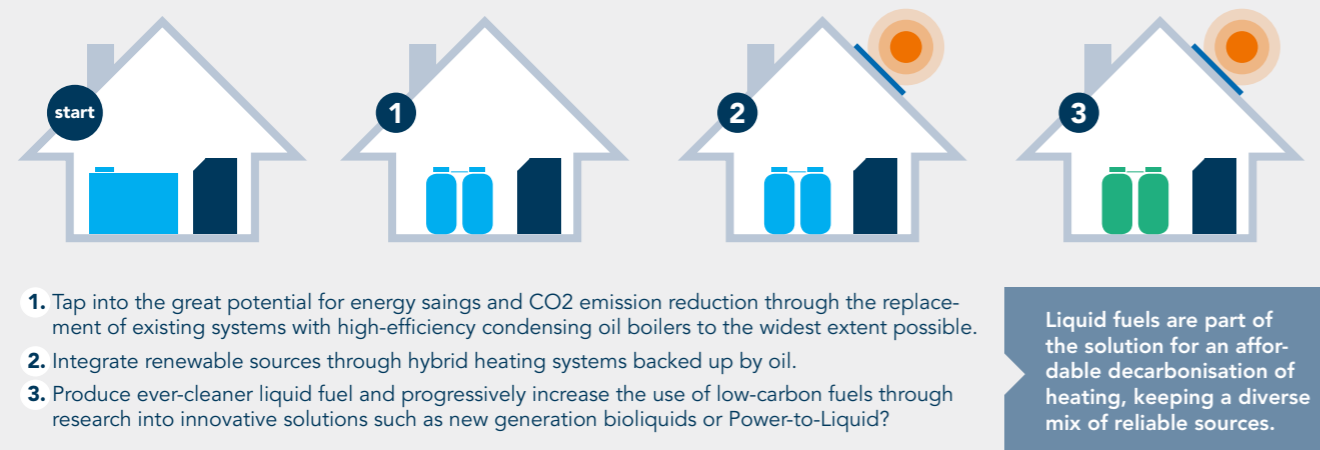 start
1
2
3
1. Tap into the great potential for energy saings and CO2 emission reduction through the replace-
ment of existing systems with high-efficiency condensing oil boilers to the widest extent possible.
2. Integrate renewable sources through hybrid heating systems backed up by oil.
3. Produce ever-cleaner liquid fuel and progressively increase the use of low-carbon fuels through
research into innovative solutions such as new generation bioliquids or Power-to-Liquid?
Liquid fuels are part of
the solution for an affor-
dable decarbonisation of
heating, keeping a diverse
mix of reliable sources.